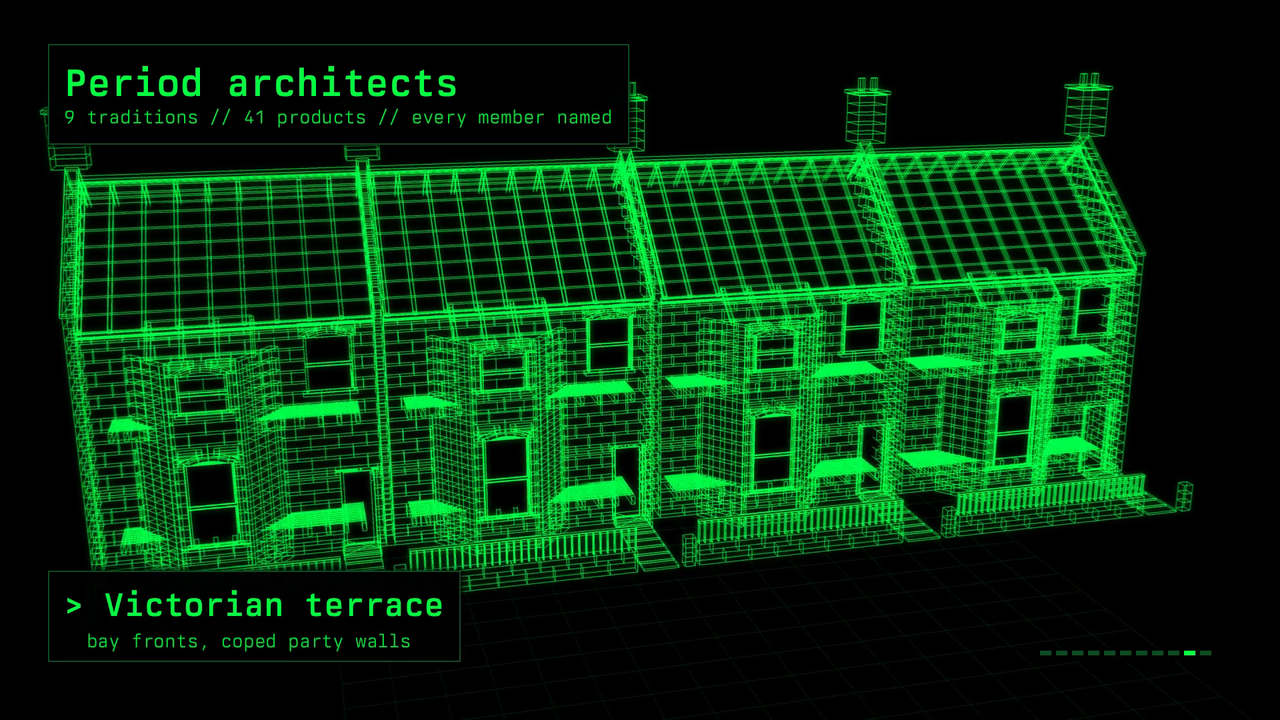 Period architects
9 traditions // 41 products // every member named
> Victorian terrace
bay fronts, coped party walls